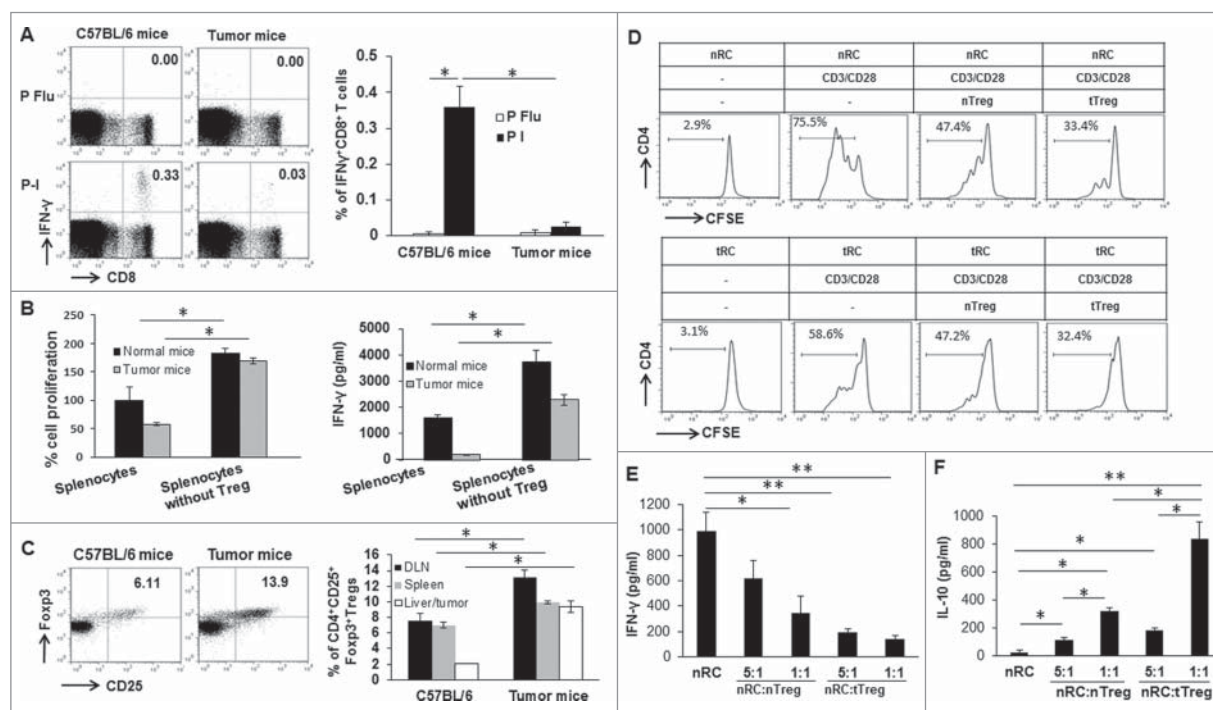 A
C57BL/6 mice Tumor mice
0.00 0.00
P Flu
0.33 0.03
P-I
IFN-γ
CD8
% of IFNγ⁺CD8⁺ T cells
0.5
0.4
0.3
0.2
0.1
0
* *
P Flu
P I
C57BL/6 mice Tumor mice
B
% cell proliferation
250
200
150
100
50
0
*
*
Normal mice
Tumor mice
Splenocytes Splenocytes
without Treg
IFN-γ (pg/ml)
5000
4000
3000
2000
1000
0
*
*
Normal mice
Tumor mice
Splenocytes Splenocytes
without Treg
C
C57BL/6 mice Tumor mice
6.11 13.9
Foxp3
CD25
% of CD4⁺CD25⁺
Foxp3⁺Tregs
16
14
12
10
8
6
4
2
0
*
*
*
DLN
Spleen
Liver/tumor
C57BL/6 Tumor mice
D
nRC nRC nRC nRC
- CD3/CD28 CD3/CD28 CD3/CD28
- - nTreg tTreg
2.9% 75.5% 47.4% 33.4%
CD4
CFSE
tRC tRC tRC tRC
- CD3/CD28 CD3/CD28 CD3/CD28
- - nTreg tTreg
3.1% 58.6% 47.2% 32.4%
CD4
CFSE
E
IFN-γ (pg/ml)
1200
1000
800
600
400
200
0
**
**
*
nRC 5:1 1:1 5:1 1:1
nRC:nTreg nRC:tTreg
F
IL-10 (pg/ml)
1000
800
600
400
200
0
**
*
* *
*
* *
nRC 5:1 1:1 5:1 1:1
nRC:nTreg nRC:tTreg